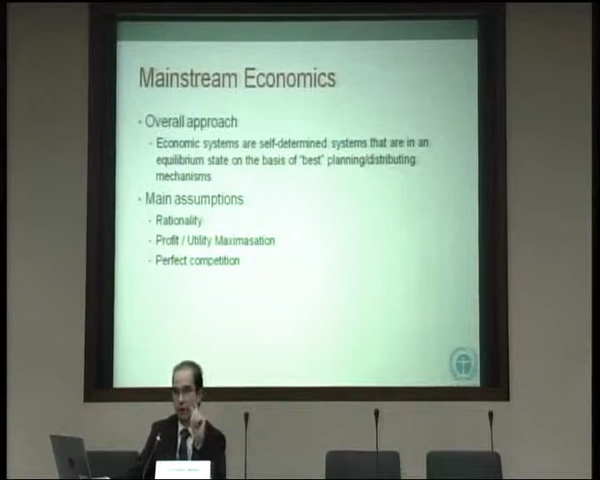 Mainstream Economics
Overall approach
Economic systems are self-determined systems that are in an
equilibrium state on the basis of "best" planning/distributing
mechanisms
Main assumptions
Rationality
Profit / Utility Maximasation
Perfect competition